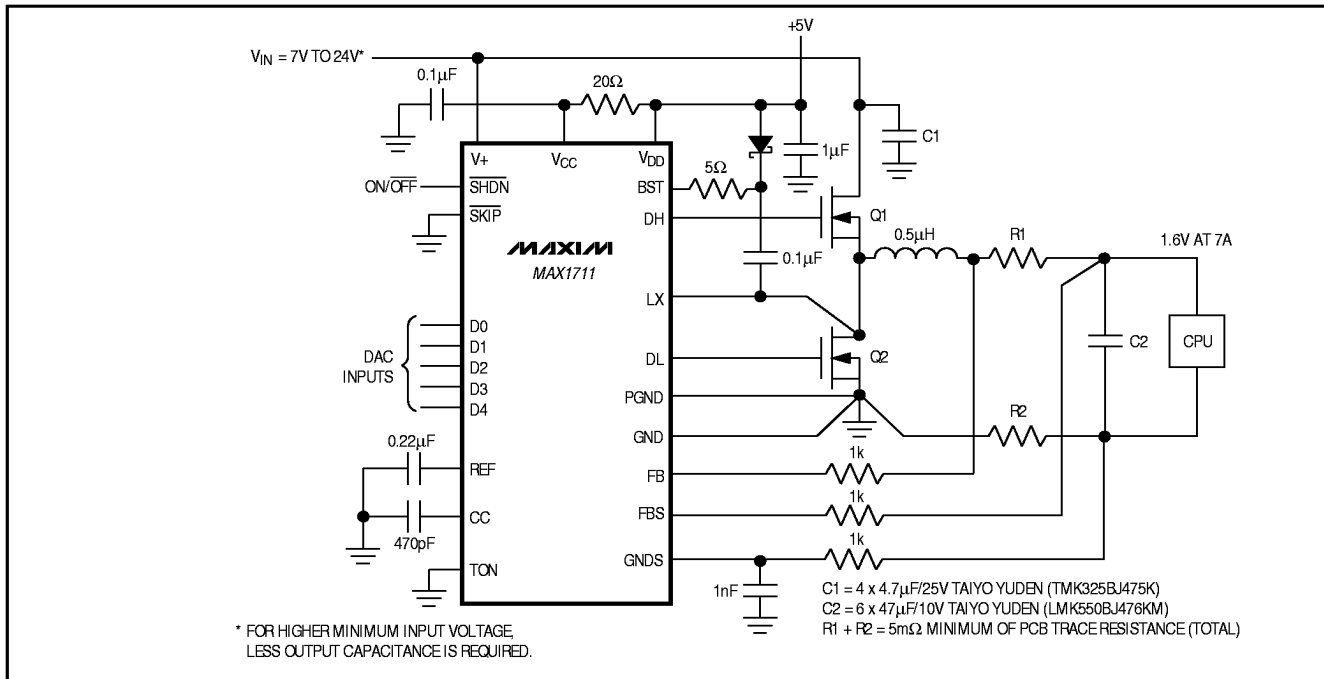 +5V
VIN = 7V TO 24V*
0.1µF
20Ω
C1
1µF
V+
VCC
VDD
5Ω
ON/OFF
SHDN
BST
SKIP
DH
Q1
0.5µH
R1
1.6V AT 7A
MAXIM
MAX1711
0.1µF
LX
D0
D1
DAC
INPUTS
D2
D3
D4
DL
Q2
C2
CPU
PGND
R2
GND
0.22µF
1k
REF
FB
1k
CC
FBS
470pF
1k
GNDS
TON
1nF
C1 = 4 x 4.7µF/25V TAIYO YUDEN (TMK325BJ475K)
C2 = 6 x 47µF/10V TAIYO YUDEN (LMK550BJ476KM)
R1 + R2 = 5mΩ MINIMUM OF PCB TRACE RESISTANCE (TOTAL)
* FOR HIGHER MINIMUM INPUT VOLTAGE,
LESS OUTPUT CAPACITANCE IS REQUIRED.